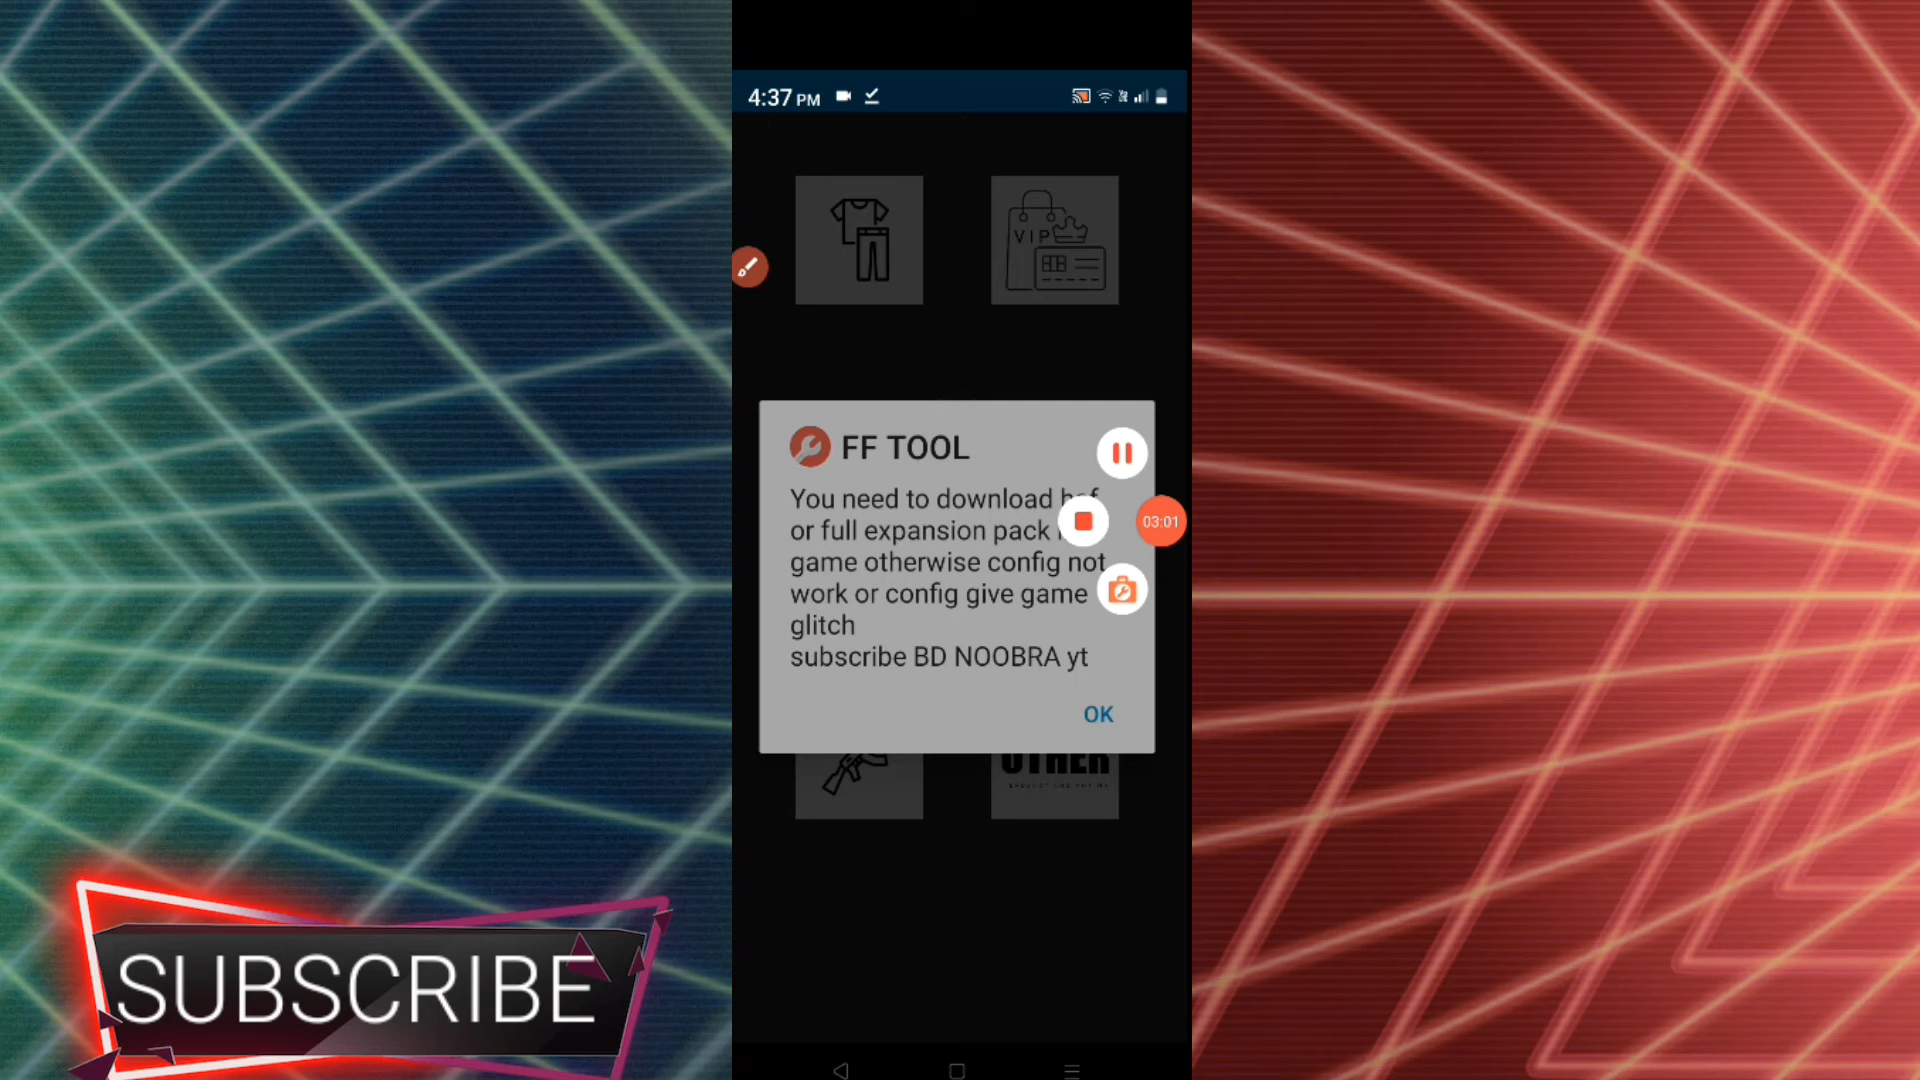 4:37 PM
VIP
FF TOOL
You need to download
or full expansion pack
game otherwise config not
work or config give game
glitch
subscribe BD NOOBRA yt
03:01
OK
OTHER
SUBSCRIBE